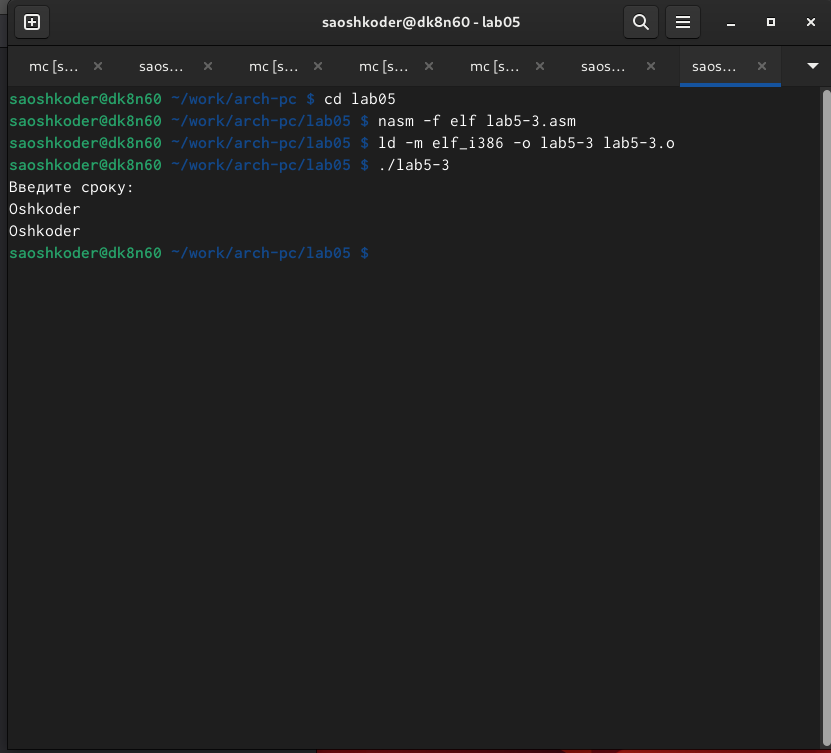 saoshkoder@dk8n60 - lab05
mc [s... saos... mc [s... mc [s... mc [s... saos... saos...
saoshkoder@dk8n60 ~/work/arch-pc $ cd lab05
saoshkoder@dk8n60 ~/work/arch-pc/lab05 $ nasm -f elf lab5-3.asm
saoshkoder@dk8n60 ~/work/arch-pc/lab05 $ ld -m elf_i386 -o lab5-3 lab5-3.o
saoshkoder@dk8n60 ~/work/arch-pc/lab05 $ ./lab5-3
Введите сроку:
Oshkoder
Oshkoder
saoshkoder@dk8n60 ~/work/arch-pc/lab05 $